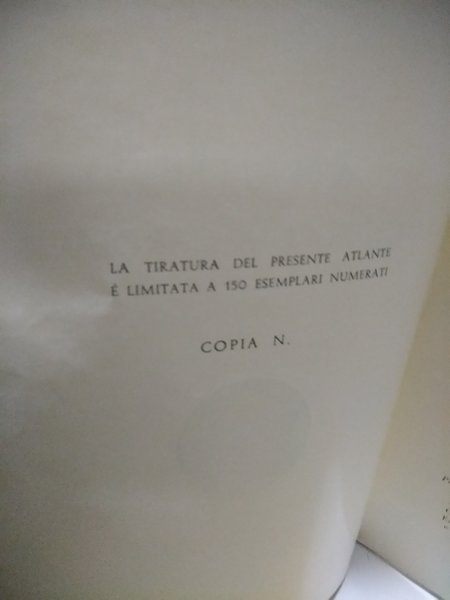 LA TIRATURA DEL PRESENTE ATLANTE
É LIMITATA A 150 ESEMPLARI NUMERATI
COPIA N.